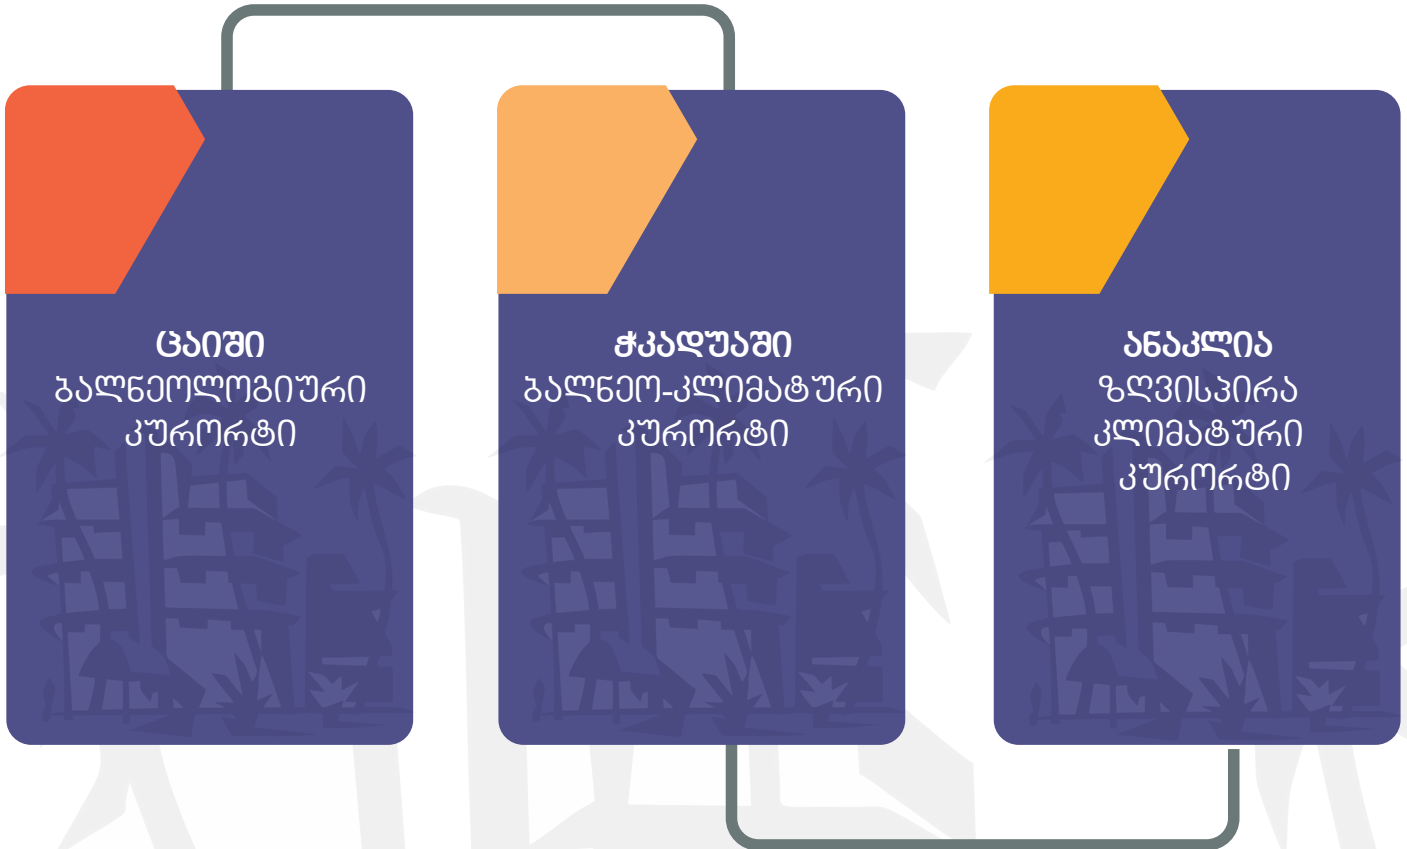 ცაიში
ბალნეოლოგიური
კურორტი
ჭკადუაში
ბალნეო-კლიმატური
კურორტი
ანაკლია
ზღვისპირა
კლიმატური
კურორტი